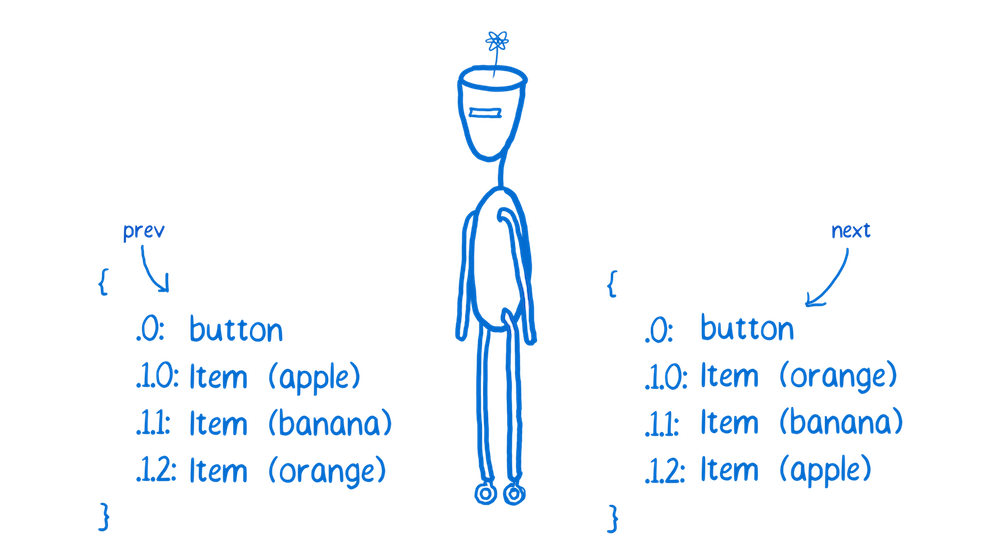 prev
{
.0: button
.1.0: Item (apple)
.1.1: Item (banana)
.1.2: Item (orange)
}
next
{
.0: button
.1.0: Item (orange)
.1.1: Item (banana)
.1.2: Item (apple)
}